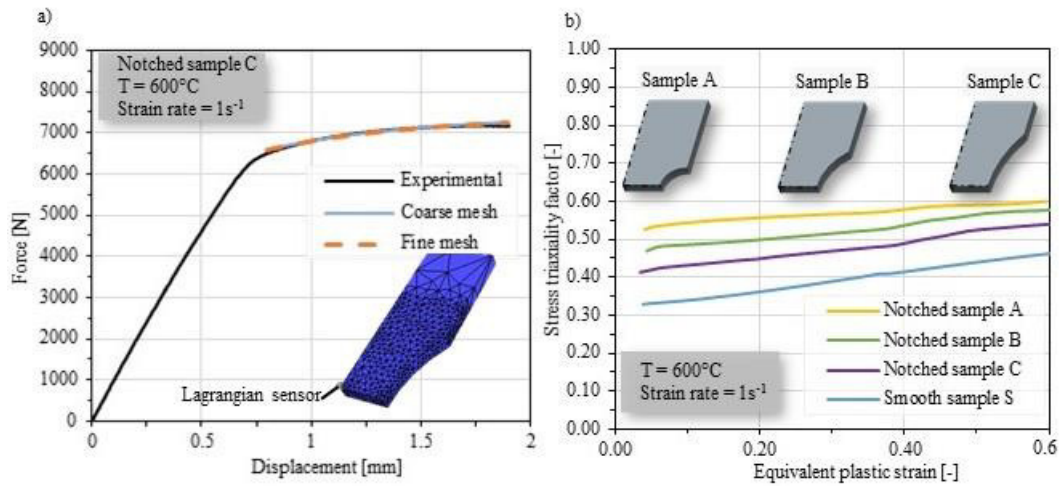 a)
9000
8000
7000
6000
5000
4000
3000
2000
1000
0
Force [N]
Notched sample C
T = 600°C
Strain rate = 1s⁻¹
Experimental
Coarse mesh
Fine mesh
Lagrangian sensor
0 0.5 1 1.5 2
Displacement [mm]
b)
1.00
0.90
0.80
0.70
0.60
0.50
0.40
0.30
0.20
0.10
0.00
Stress triaxiality factor [-]
Sample A Sample B Sample C
Notched sample A
Notched sample B
Notched sample C
Smooth sample S
T = 600°C
Strain rate = 1s⁻¹
0.00 0.20 0.40 0.6
Equivalent plastic strain [-]